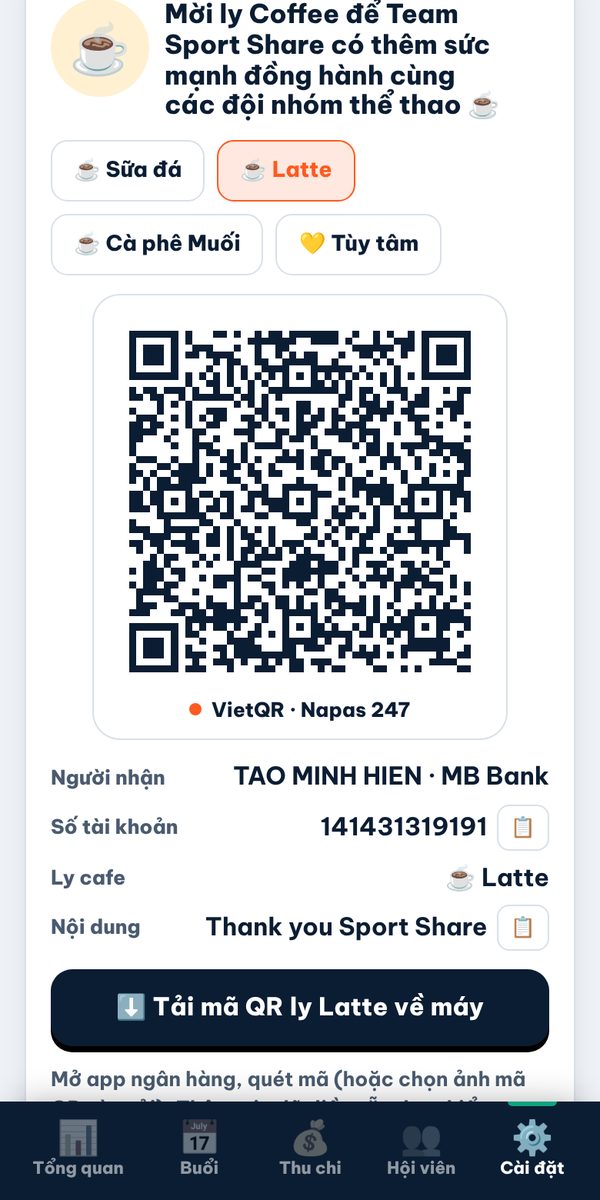 Mời ly Coffee để Team
Sport Share có thêm sức
mạnh đồng hành cùng
các đội nhóm thể thao ☕
☕ Sữa đá
☕ Latte
☕ Cà phê Muối
💛 Tùy tâm
VietQR · Napas 247
Người nhận TAO MINH HIEN · MB Bank
Số tài khoản 141431319191
Ly cafe ☕ Latte
Nội dung Thank you Sport Share
⬇️ Tải mã QR ly Latte về máy
Mở app ngân hàng, quét mã (hoặc chọn ảnh mã
July
17
Tổng quan Buổi Thu chi Hội viên Cài đặt